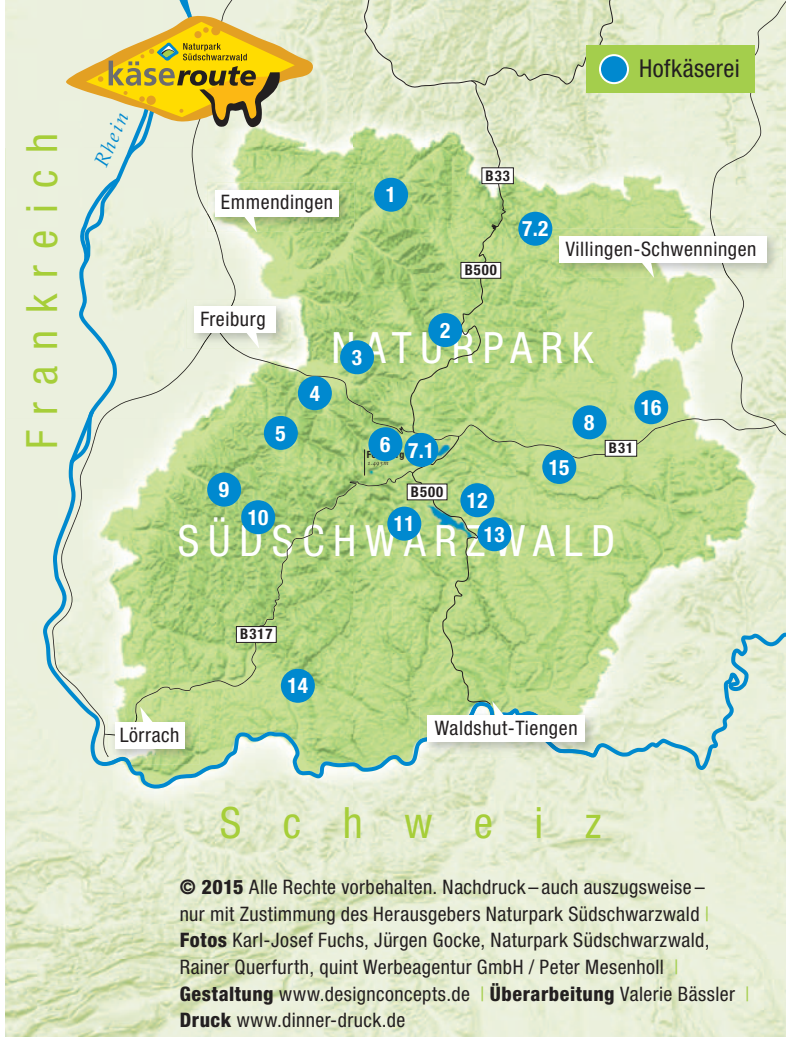 Naturpark
Südschwarzwald
käseroute
Hofkäserei
Frankreich
Rhein
B33
1
Emmendingen
7.2
Villingen-Schwenningen
B500
Freiburg
2
NATURPARK
3
4
16
8
5
6
7.1
B31
15
9
B500
12
10
11
13
SÜDSCHWARZWALD
B317
14
Lörrach
Waldshut-Tiengen
Schweiz
© 2015 Alle Rechte vorbehalten. Nachdruck – auch auszugsweise –
nur mit Zustimmung des Herausgebers Naturpark Südschwarzwald |
Fotos Karl-Josef Fuchs, Jürgen Gocke, Naturpark Südschwarzwald,
Rainer Querfurth, quint Werbeagentur GmbH / Peter Mesenholl |
Gestaltung www.designconcepts.de | Überarbeitung Valerie Bässler |
Druck www.dinner-druck.de